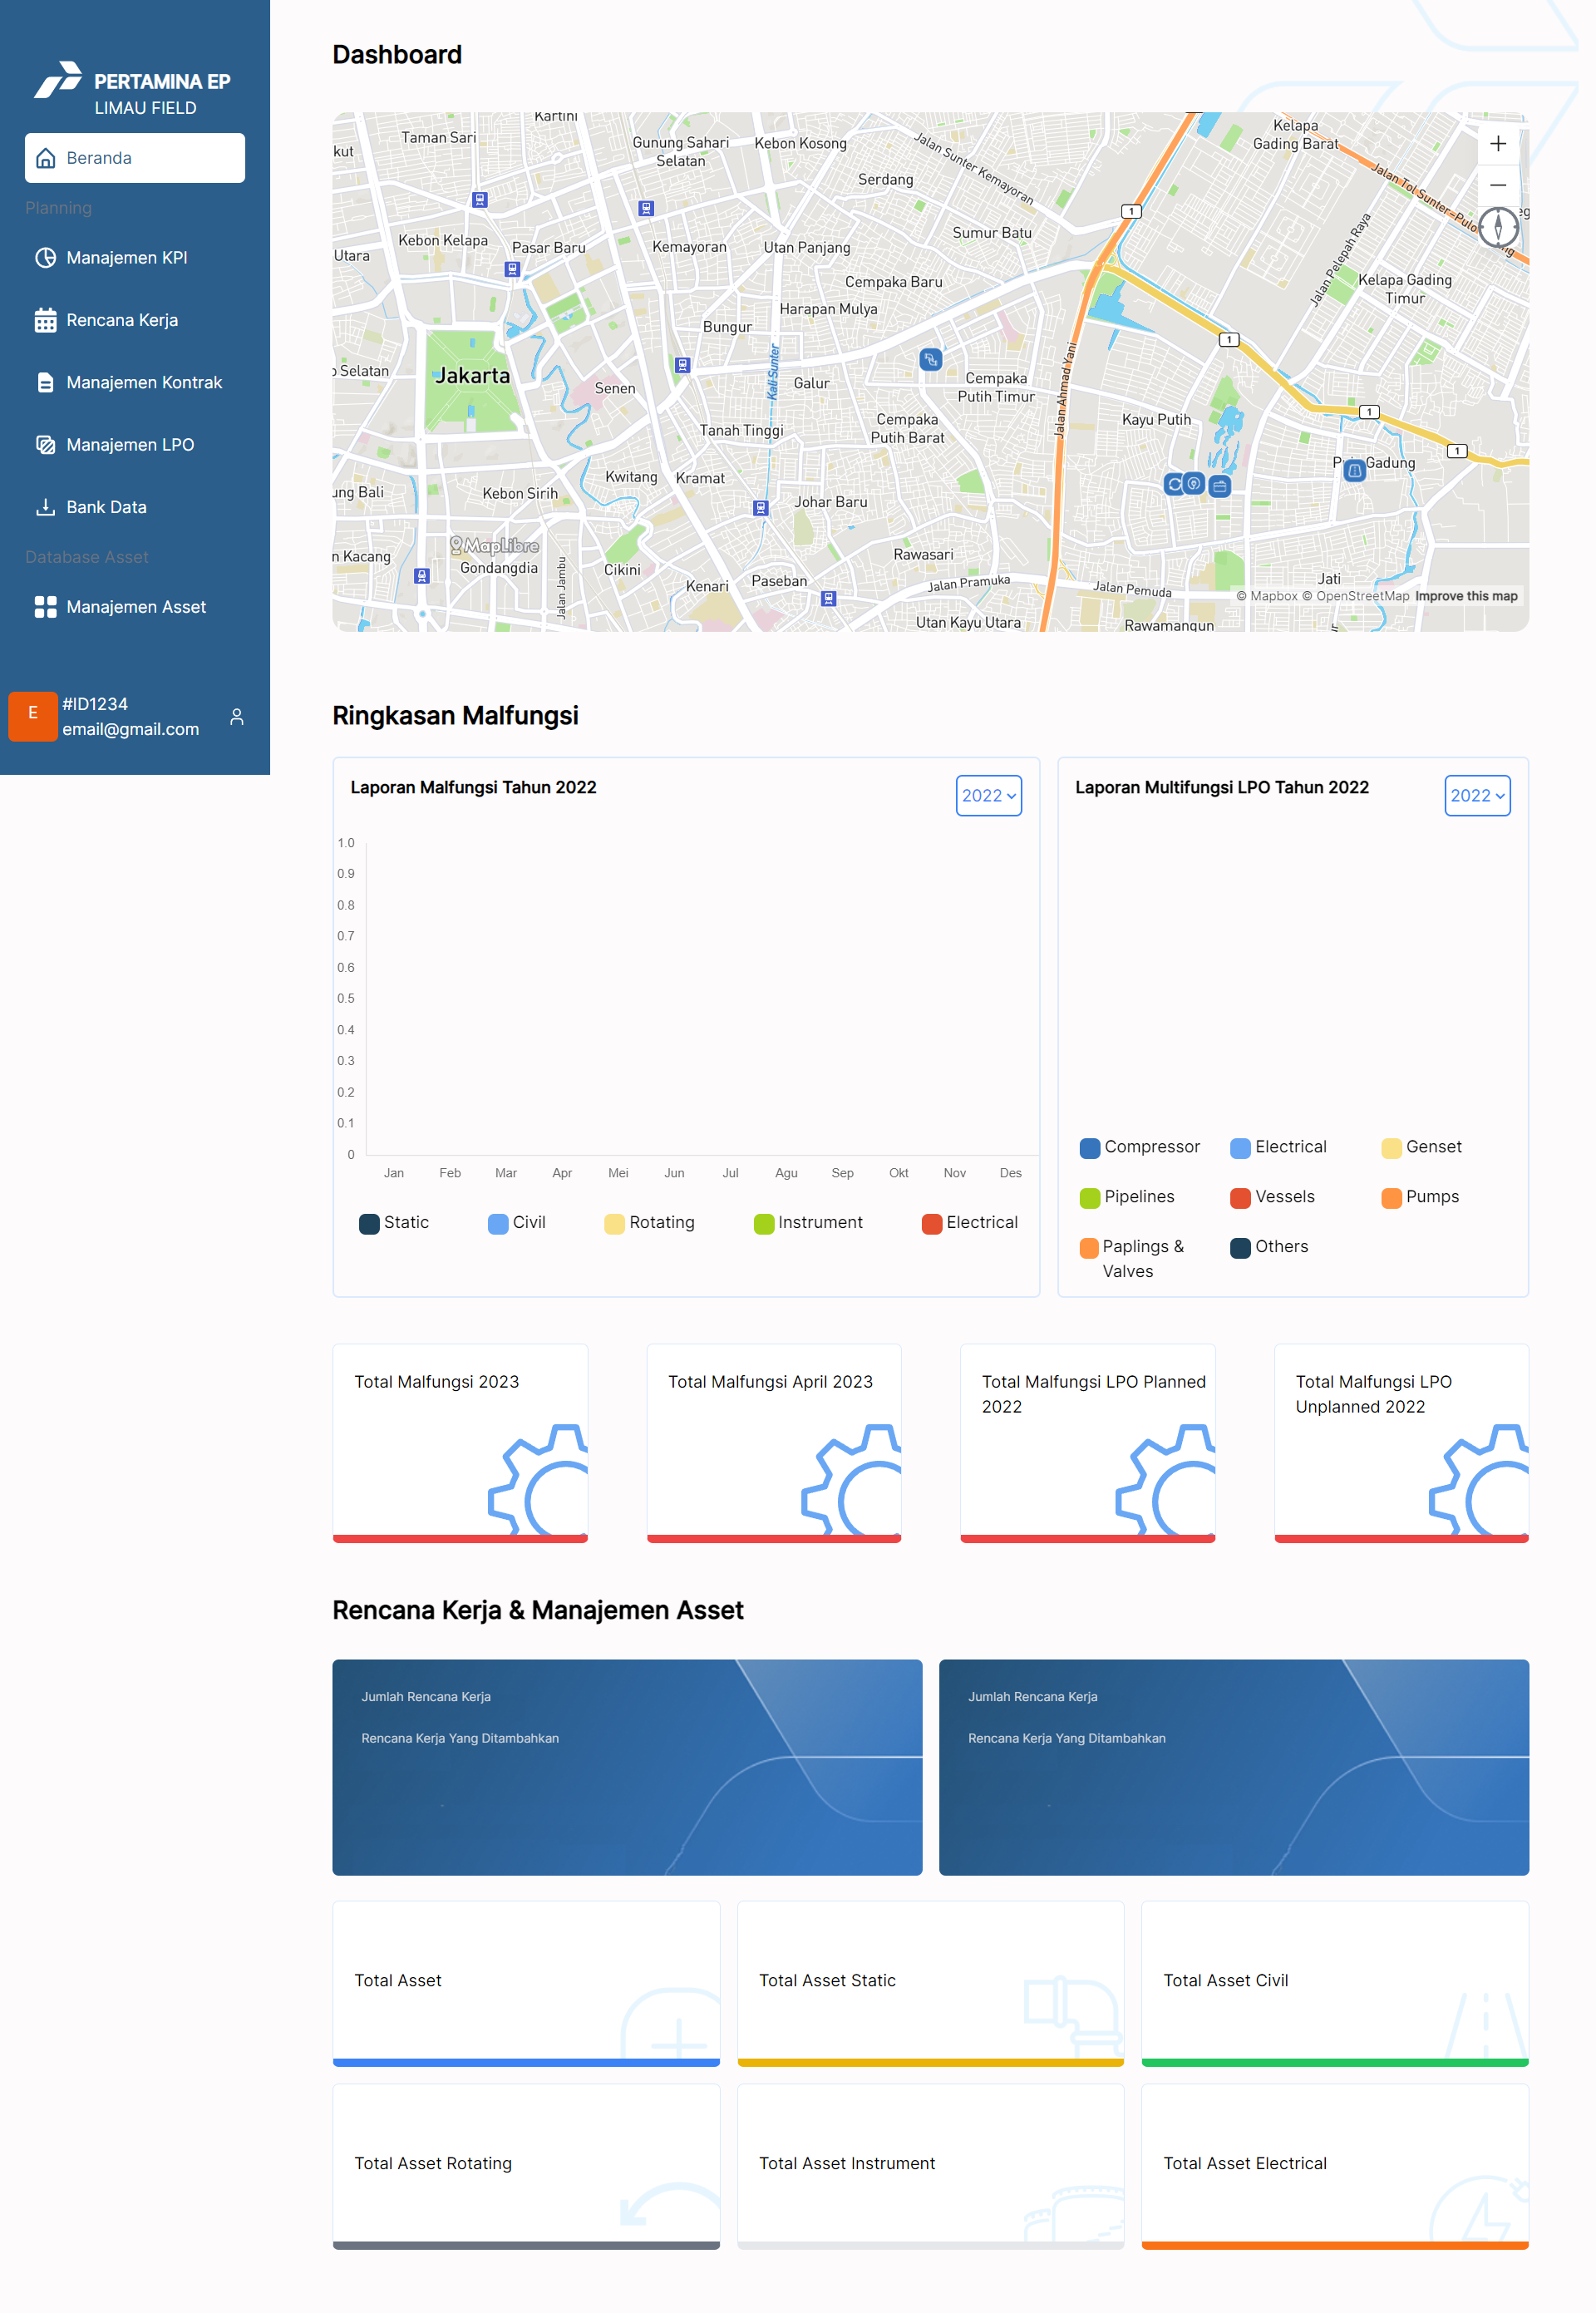 PERTAMINA EP
LIMAU FIELD
Beranda
Planning
Manajemen KPI
Rencana Kerja
Manajemen Kontrak
Manajemen LPO
Bank Data
Database Asset
Manajemen Asset
E
#ID1234
email@gmail.com
Dashboard
Kartini
Taman Sari
Gunung Sahari
Selatan
Kebon Kosong
Jalan Sunter Kemayoran
Kelapa
Gading Barat
kut
Serdang
Jalan Tol Sunter-Pulo
ng
eg
1
Kebon Kelapa
Pasar Baru
Kemayoran
Utan Panjang
Sumur Batu
Utara
Jalan Pelepah Raya
Cempaka Baru
Kelapa Gading
Timur
Harapan Mulya
Bungur
1
Selatan
Jakarta
Senen
Kali Sunter
Galur
Cempaka
Putih Timur
Jalan Ahmad Yani
1
Tanah Tinggi
Cempaka
Putih Barat
Kayu Putih
1
Gadung
Kwitang
Kramat
ung Bali
Kebon Sirih
Johar Baru
MapLibre
n Kacang
Gondangdia
Jalan Jambu
Cikini
Kenari
Paseban
Rawasari
Jalan Pramuka
Jalan Pemuda
Jati
© Mapbox © OpenStreetMap Improve this map
Utan Kayu Utara
Rawamangun
Ringkasan Malfungsi
Laporan Malfungsi Tahun 2022
2022
1.0
0.9
0.8
0.7
0.6
0.5
0.4
0.3
0.2
0.1
0
Jan Feb Mar Apr Mei Jun Jul Agu Sep Okt Nov Des
Static Civil Rotating Instrument Electrical
Laporan Multifungsi LPO Tahun 2022
2022
Compressor Electrical Genset
Pipelines Vessels Pumps
Paplings & Others
Valves
Total Malfungsi 2023
Total Malfungsi April 2023
Total Malfungsi LPO Planned
2022
Total Malfungsi LPO
Unplanned 2022
Rencana Kerja & Manajemen Asset
Jumlah Rencana Kerja
Rencana Kerja Yang Ditambahkan
Jumlah Rencana Kerja
Rencana Kerja Yang Ditambahkan
Total Asset
Total Asset Static
Total Asset Civil
Total Asset Rotating
Total Asset Instrument
Total Asset Electrical